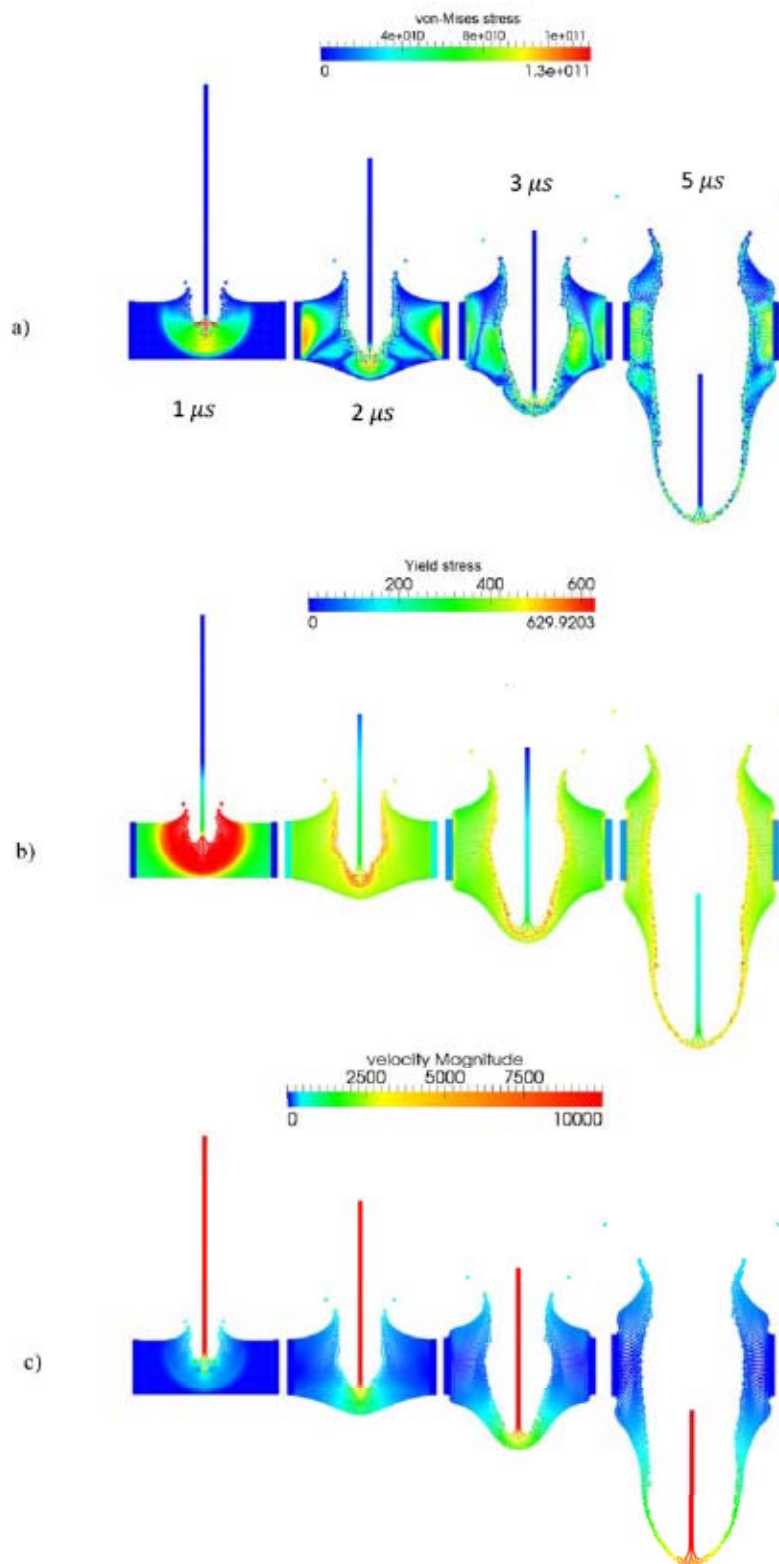 von-Mises stress
4e+010 8e+010 1e+011
0 1.3e+011
3 μs 5 μs
a)
1 μs 2 μs
Yield stress
200 400 600
0 629.9203
b)
velocity Magnitude
2500 5000 7500
0 10000
c)